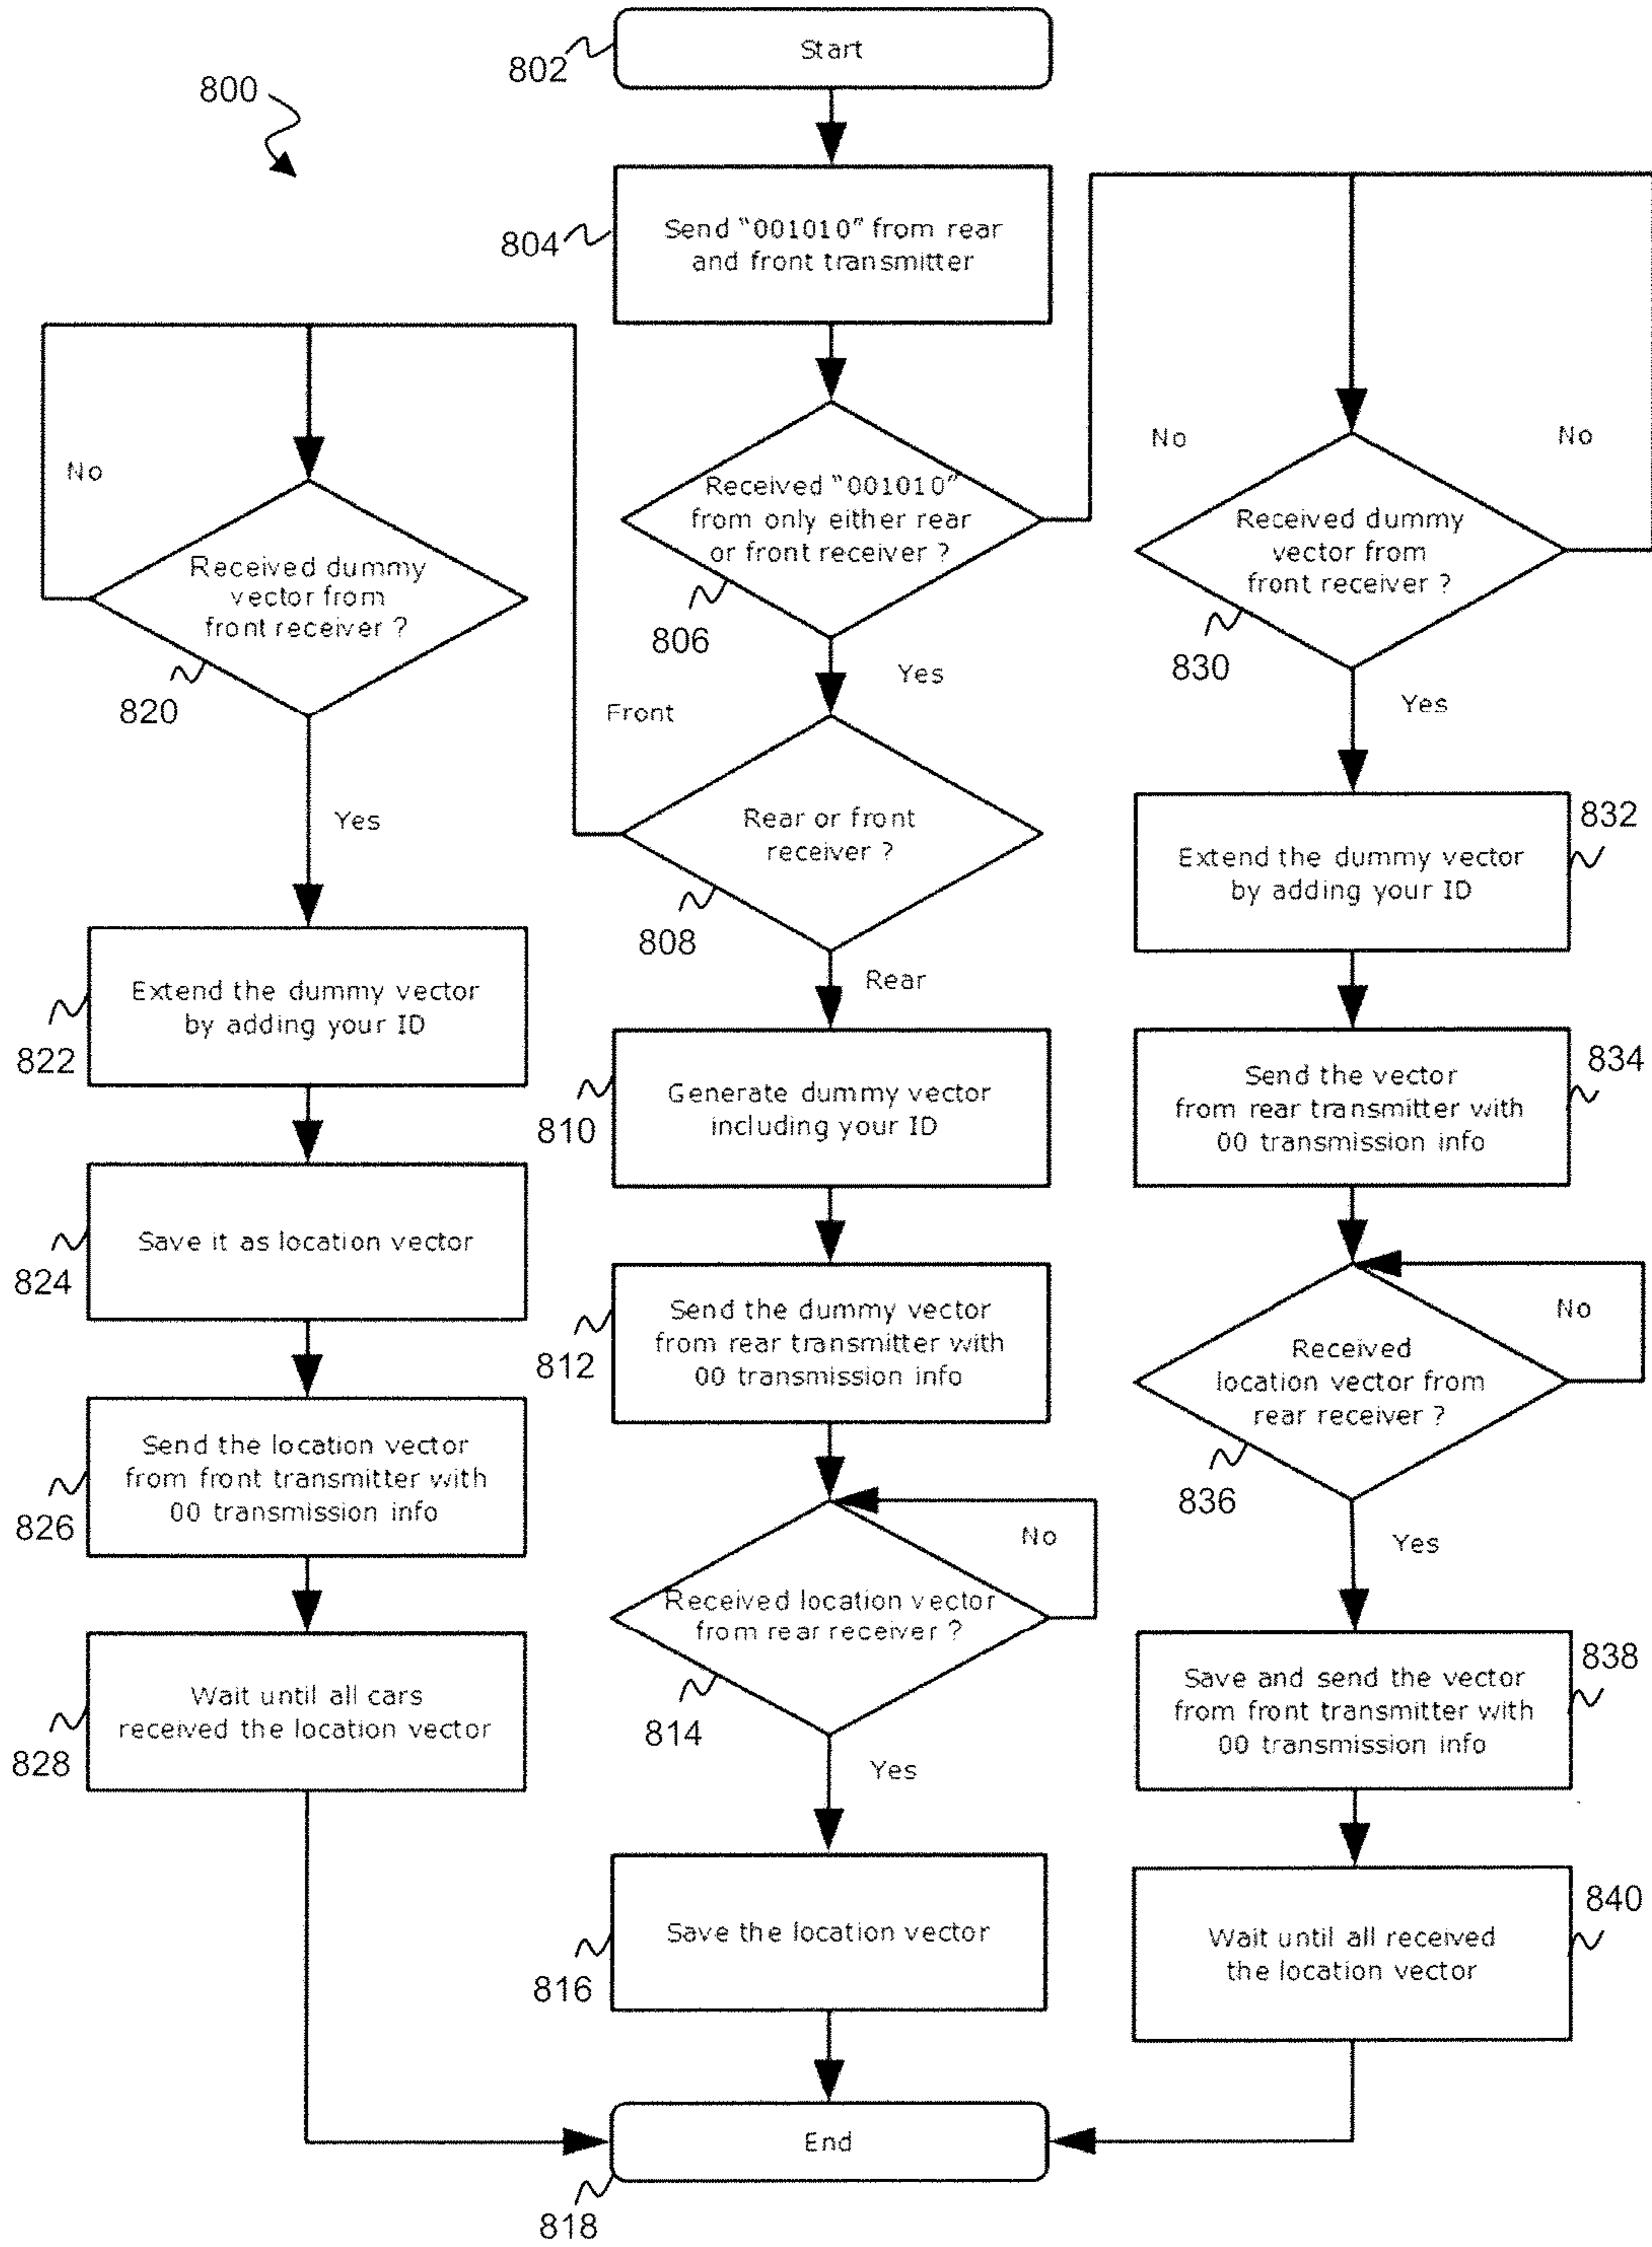 800
802
Start
804
Send "001010" from rear
and front transmitter
Received "001010"
from only either rear
or front receiver ?
806
Yes
No
Rear or front
receiver ?
808
Front
Rear
Generate dummy vector
including your ID
810
Send the dummy vector
from rear transmitter with
00 transmission info
812
Received location vector
from rear receiver ?
814
No
Yes
Save the location vector
816
End
818
No
Received dummy
vector from
front receiver ?
820
Yes
Extend the dummy vector
by adding your ID
822
Save it as location vector
824
Send the location vector
from front transmitter with
00 transmission info
826
Wait until all cars
received the location vector
828
No
Received dummy
vector from
front receiver ?
830
Yes
832
Extend the dummy vector
by adding your ID
834
Send the vector
from rear transmitter with
00 transmission info
No
Received
location vector from
rear receiver ?
836
Yes
838
Save and send the vector
from front transmitter with
00 transmission info
840
Wait until all received
the location vector